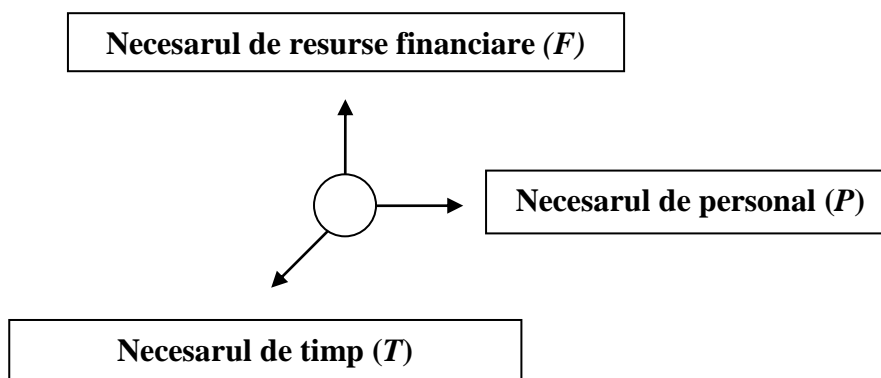 Necesarul de resurse financiare (F)
Necesarul de personal (P)
Necesarul de timp (T)